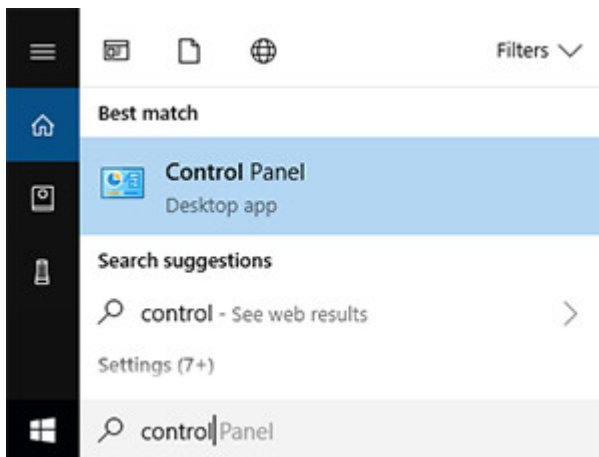 Filters
Best match
Control Panel
Desktop app
Search suggestions
control - See web results
Settings (7+)
control Panel